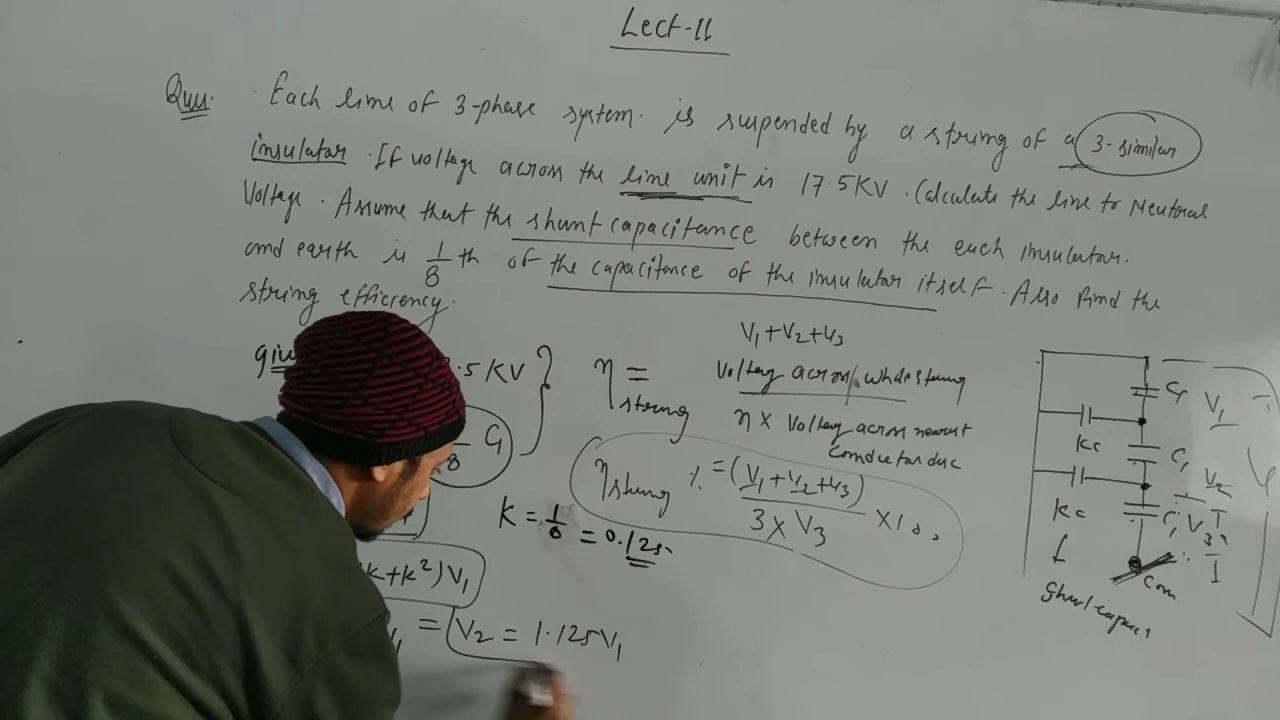 Lect-11
Ques. Each line of 3-phase system is suspended by a string of a 3-similar
insulator. If voltage across the line unit is 17.5KV. Calculate the line to Neutral
Voltage. Assume that the shunt capacitance between the each insulator.
and earth is 1/8 th of the capacitance of the insulator itself. Also find the
string efficiency.
V1+V2+V3
.5 KV
η string =
Voltage across whole string
n × Voltage across nearest
Conductor disc
8 C1
η string % = (V1+V2+V3) / 3×V3 ×100
K = 1/8 = 0.125
k+k²)V1
V1 = V2 = 1.125V1
C1 V1
KC C1 V2
KC C1 V3
Com
Shunt